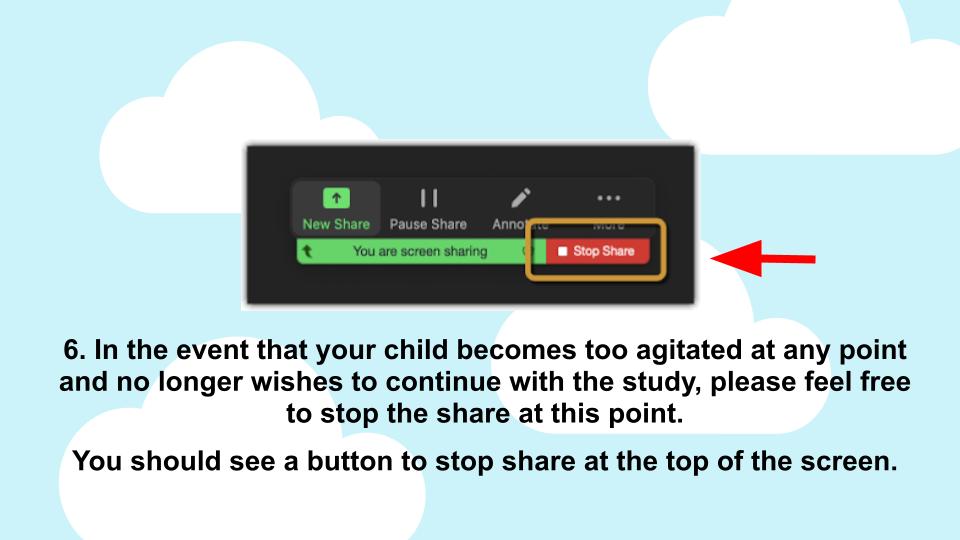 New Share Pause Share Annotate More
You are screen sharing Stop Share
6. In the event that your child becomes too agitated at any point
and no longer wishes to continue with the study, please feel free
to stop the share at this point.
You should see a button to stop share at the top of the screen.